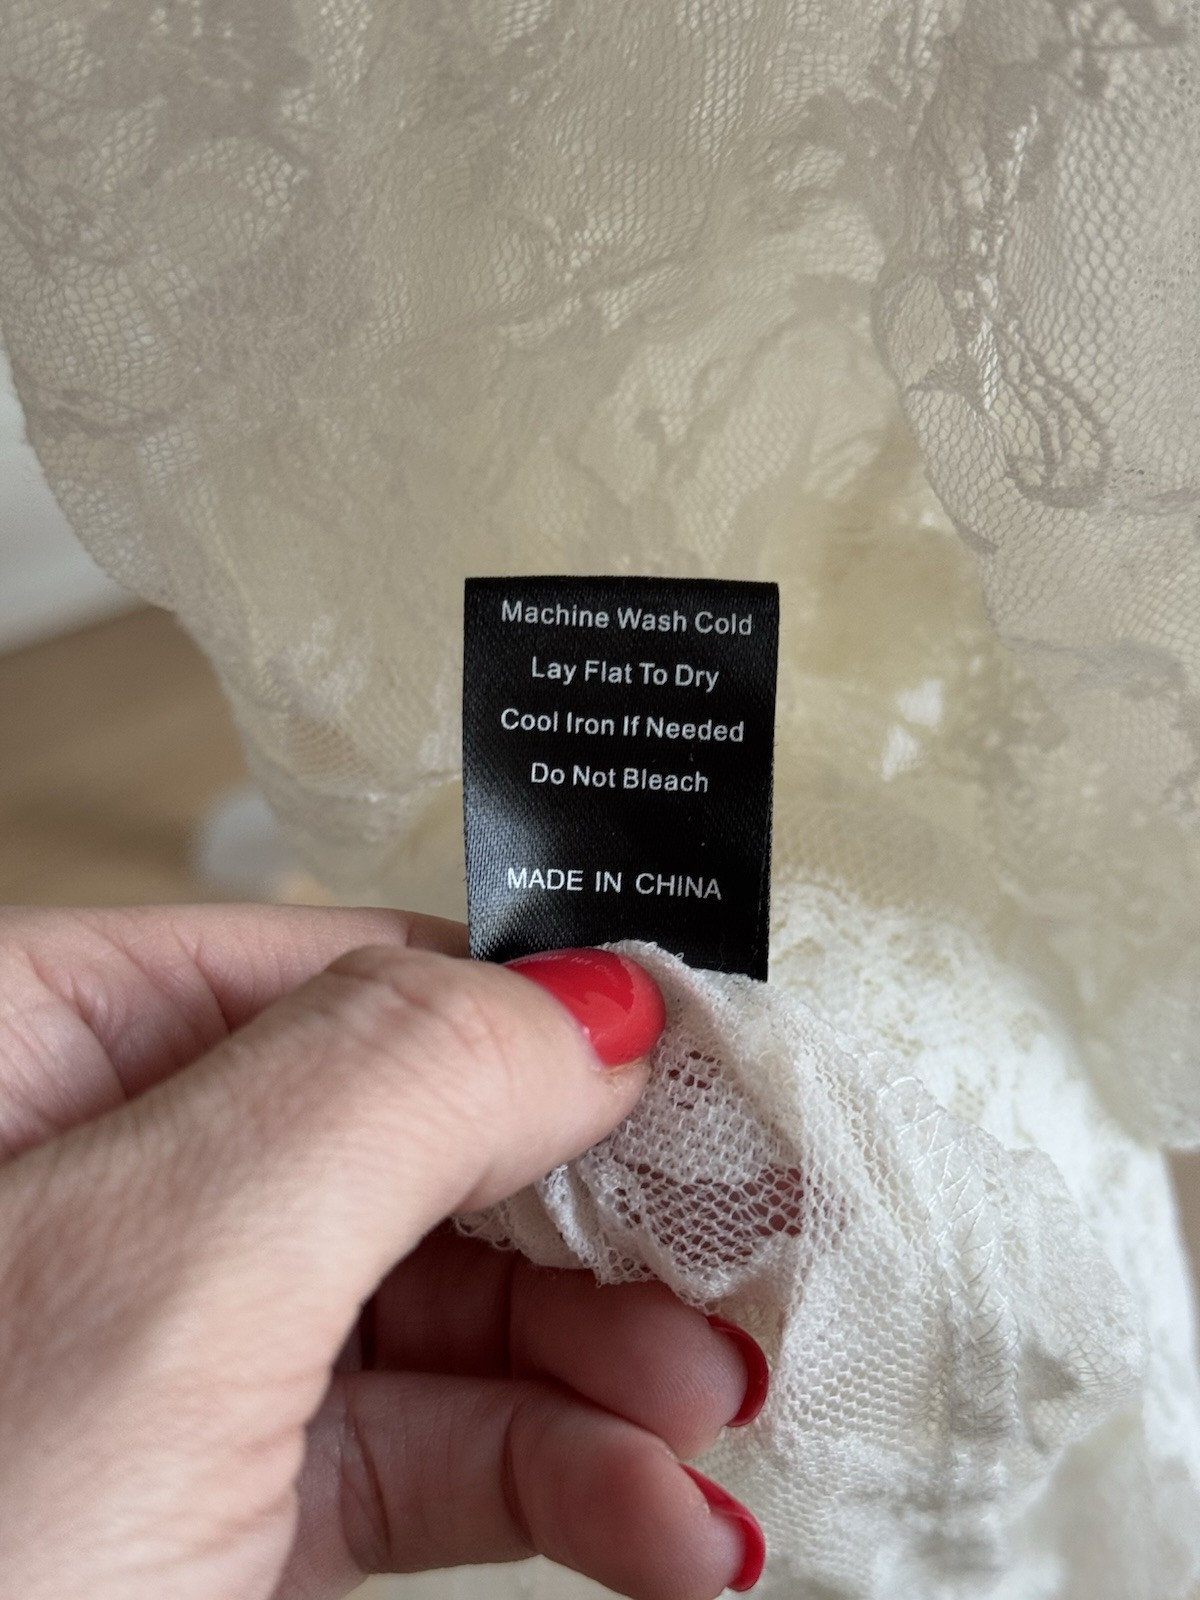 Machine Wash Cold
Lay Flat To Dry
Cool Iron If Needed
Do Not Bleach
MADE IN CHINA